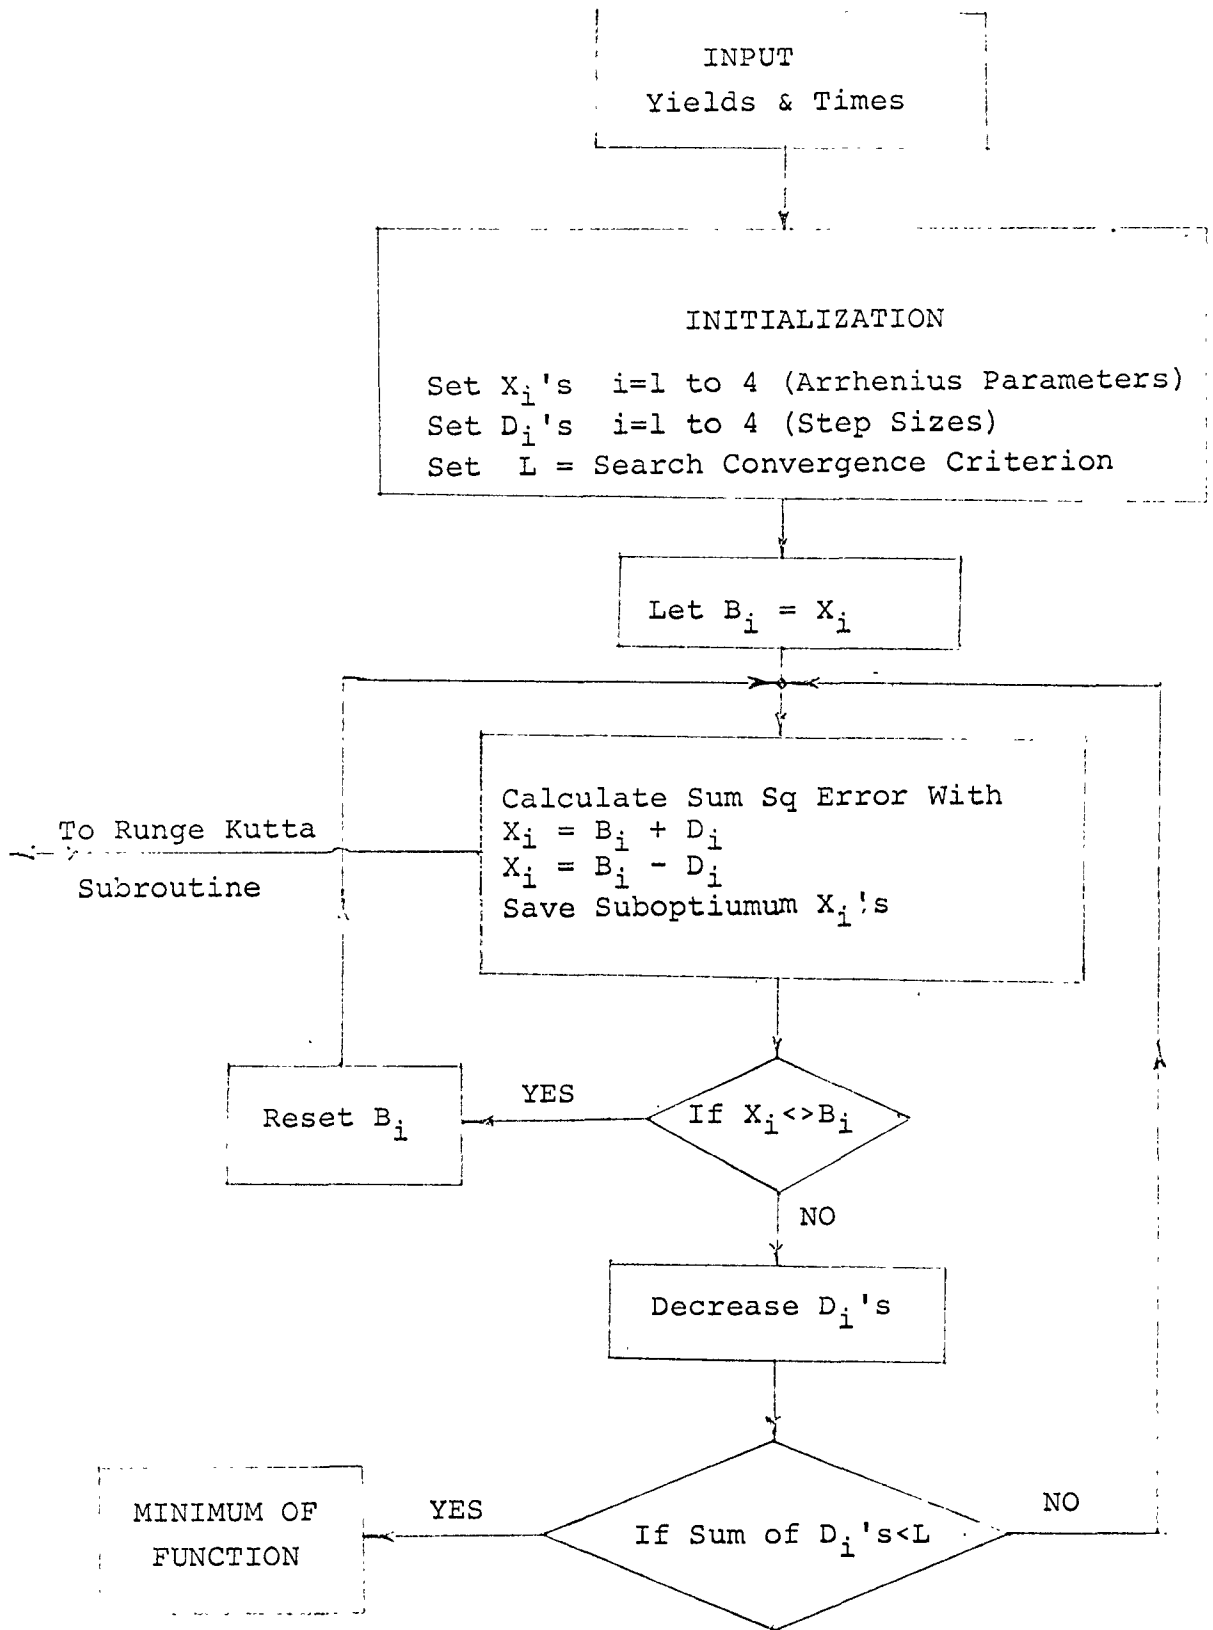 INPUT
Yields & Times
INITIALIZATION
Set Xi's i=1 to 4 (Arrhenius Parameters)
Set Di's i=1 to 4 (Step Sizes)
Set L = Search Convergence Criterion
Let Bi = Xi
Calculate Sum Sq Error With
Xi = Bi + Di
Xi = Bi - Di
Save Suboptiumum Xi's
To Runge Kutta
Subroutine
If Xi<>Bi
YES
Reset Bi
NO
Decrease Di's
If Sum of Di's<L
YES
NO
MINIMUM OF
FUNCTION